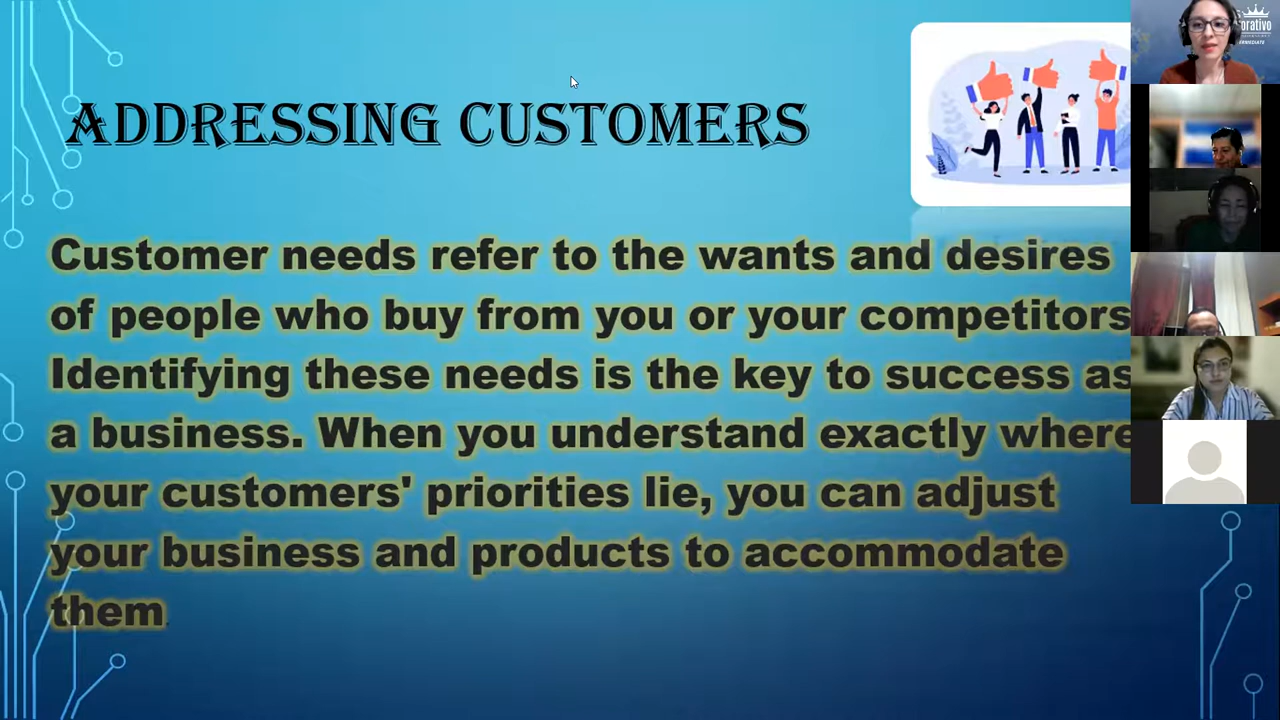 ADDRESSING CUSTOMERS
Customer needs refer to the wants and desires
of people who buy from you or your competitors
Identifying these needs is the key to success as
a business. When you understand exactly where
your customers' priorities lie, you can adjust
your business and products to accommodate
them.
orativo